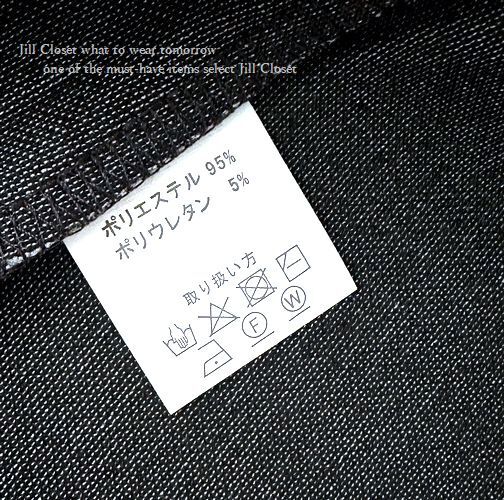 Jill Closet what to wear tomorrow
one of the must-have items select Jill Closet
ポリエステル 95%
ポリウレタン 5%
取り扱い方
F
W